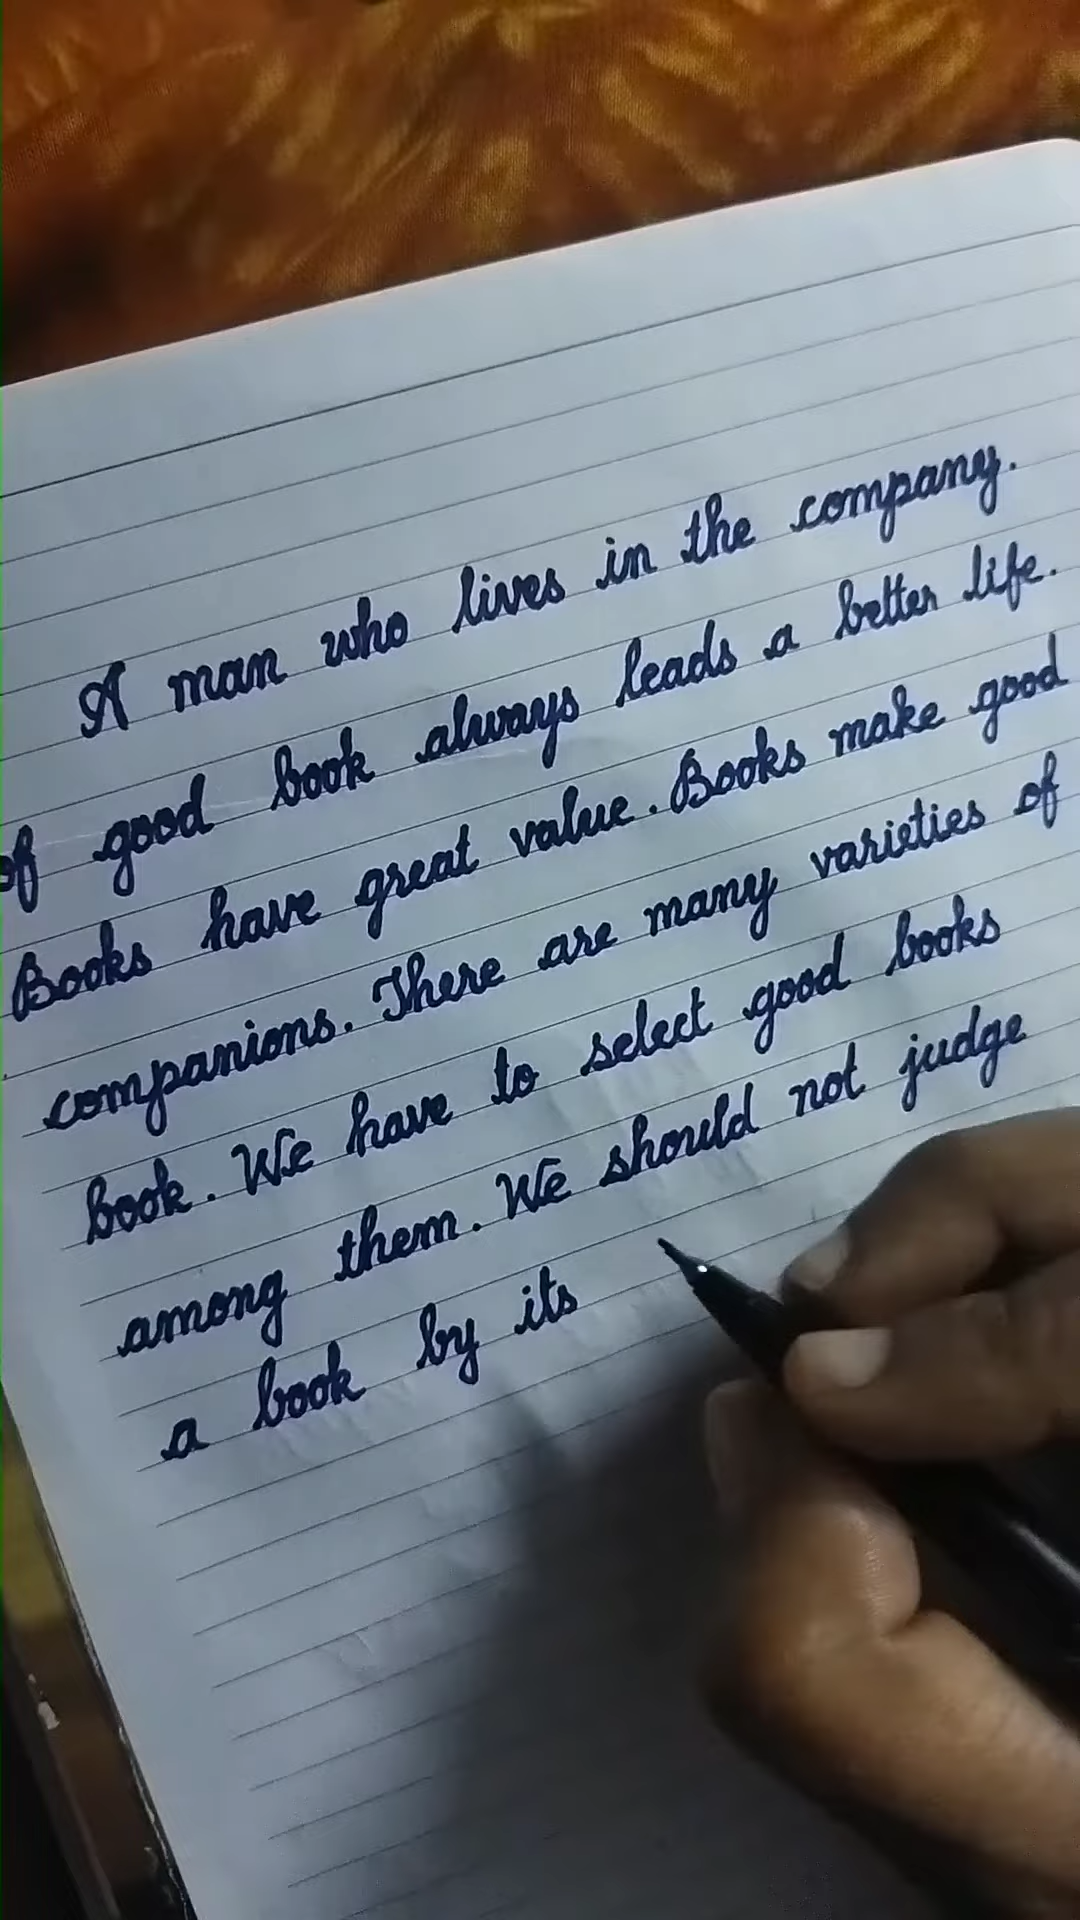 A man who lives in the company.
of good book always leads a better life.
Books have great value. Books make good
companions. There are many varieties of
book. We have to select good books
among them. We should not judge
a book by its